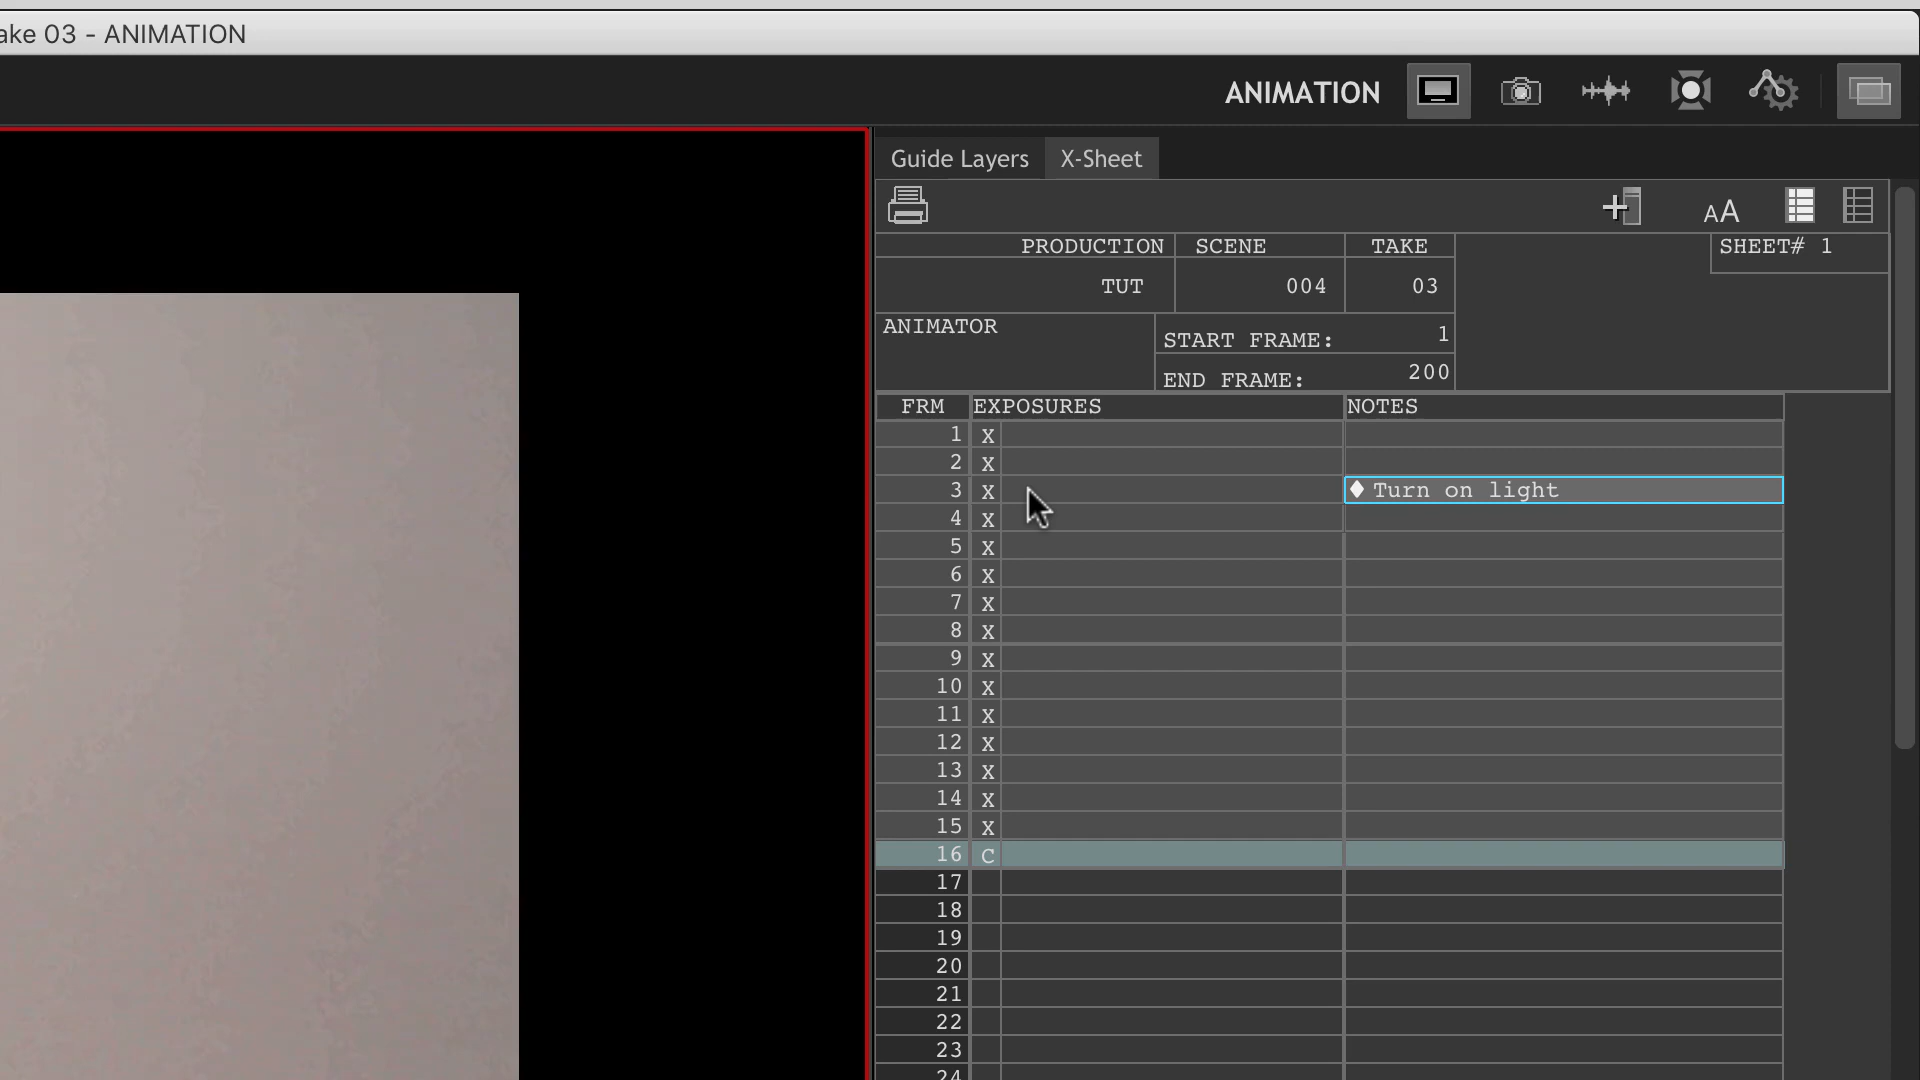 ake 03 - ANIMATION
ANIMATION
Guide Layers X-Sheet
AA
PRODUCTION SCENE TAKE SHEET# 1
TUT 004 03
ANIMATOR START FRAME: 1
END FRAME: 200
FRM EXPOSURES NOTES
1 X
2 X
3 X Turn on light
4 X
5 X
6 X
7 X
8 X
9 X
10 X
11 X
12 X
13 X
14 X
15 X
16 C
17
18
19
20
21
22
23
24